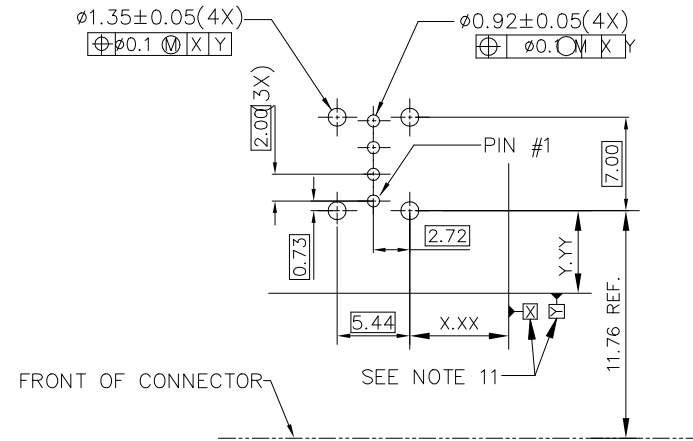 ø1.35±0.05(4X)
ø0.1 Ⓜ X Y
ø0.92±0.05(4X)
ø0.1 Ⓜ X Y
2.00(3X)
PIN #1
7.00
0.73
2.72
Y.YY
5.44
X.XX
X
Y
11.76 REF.
FRONT OF CONNECTOR
SEE NOTE 11